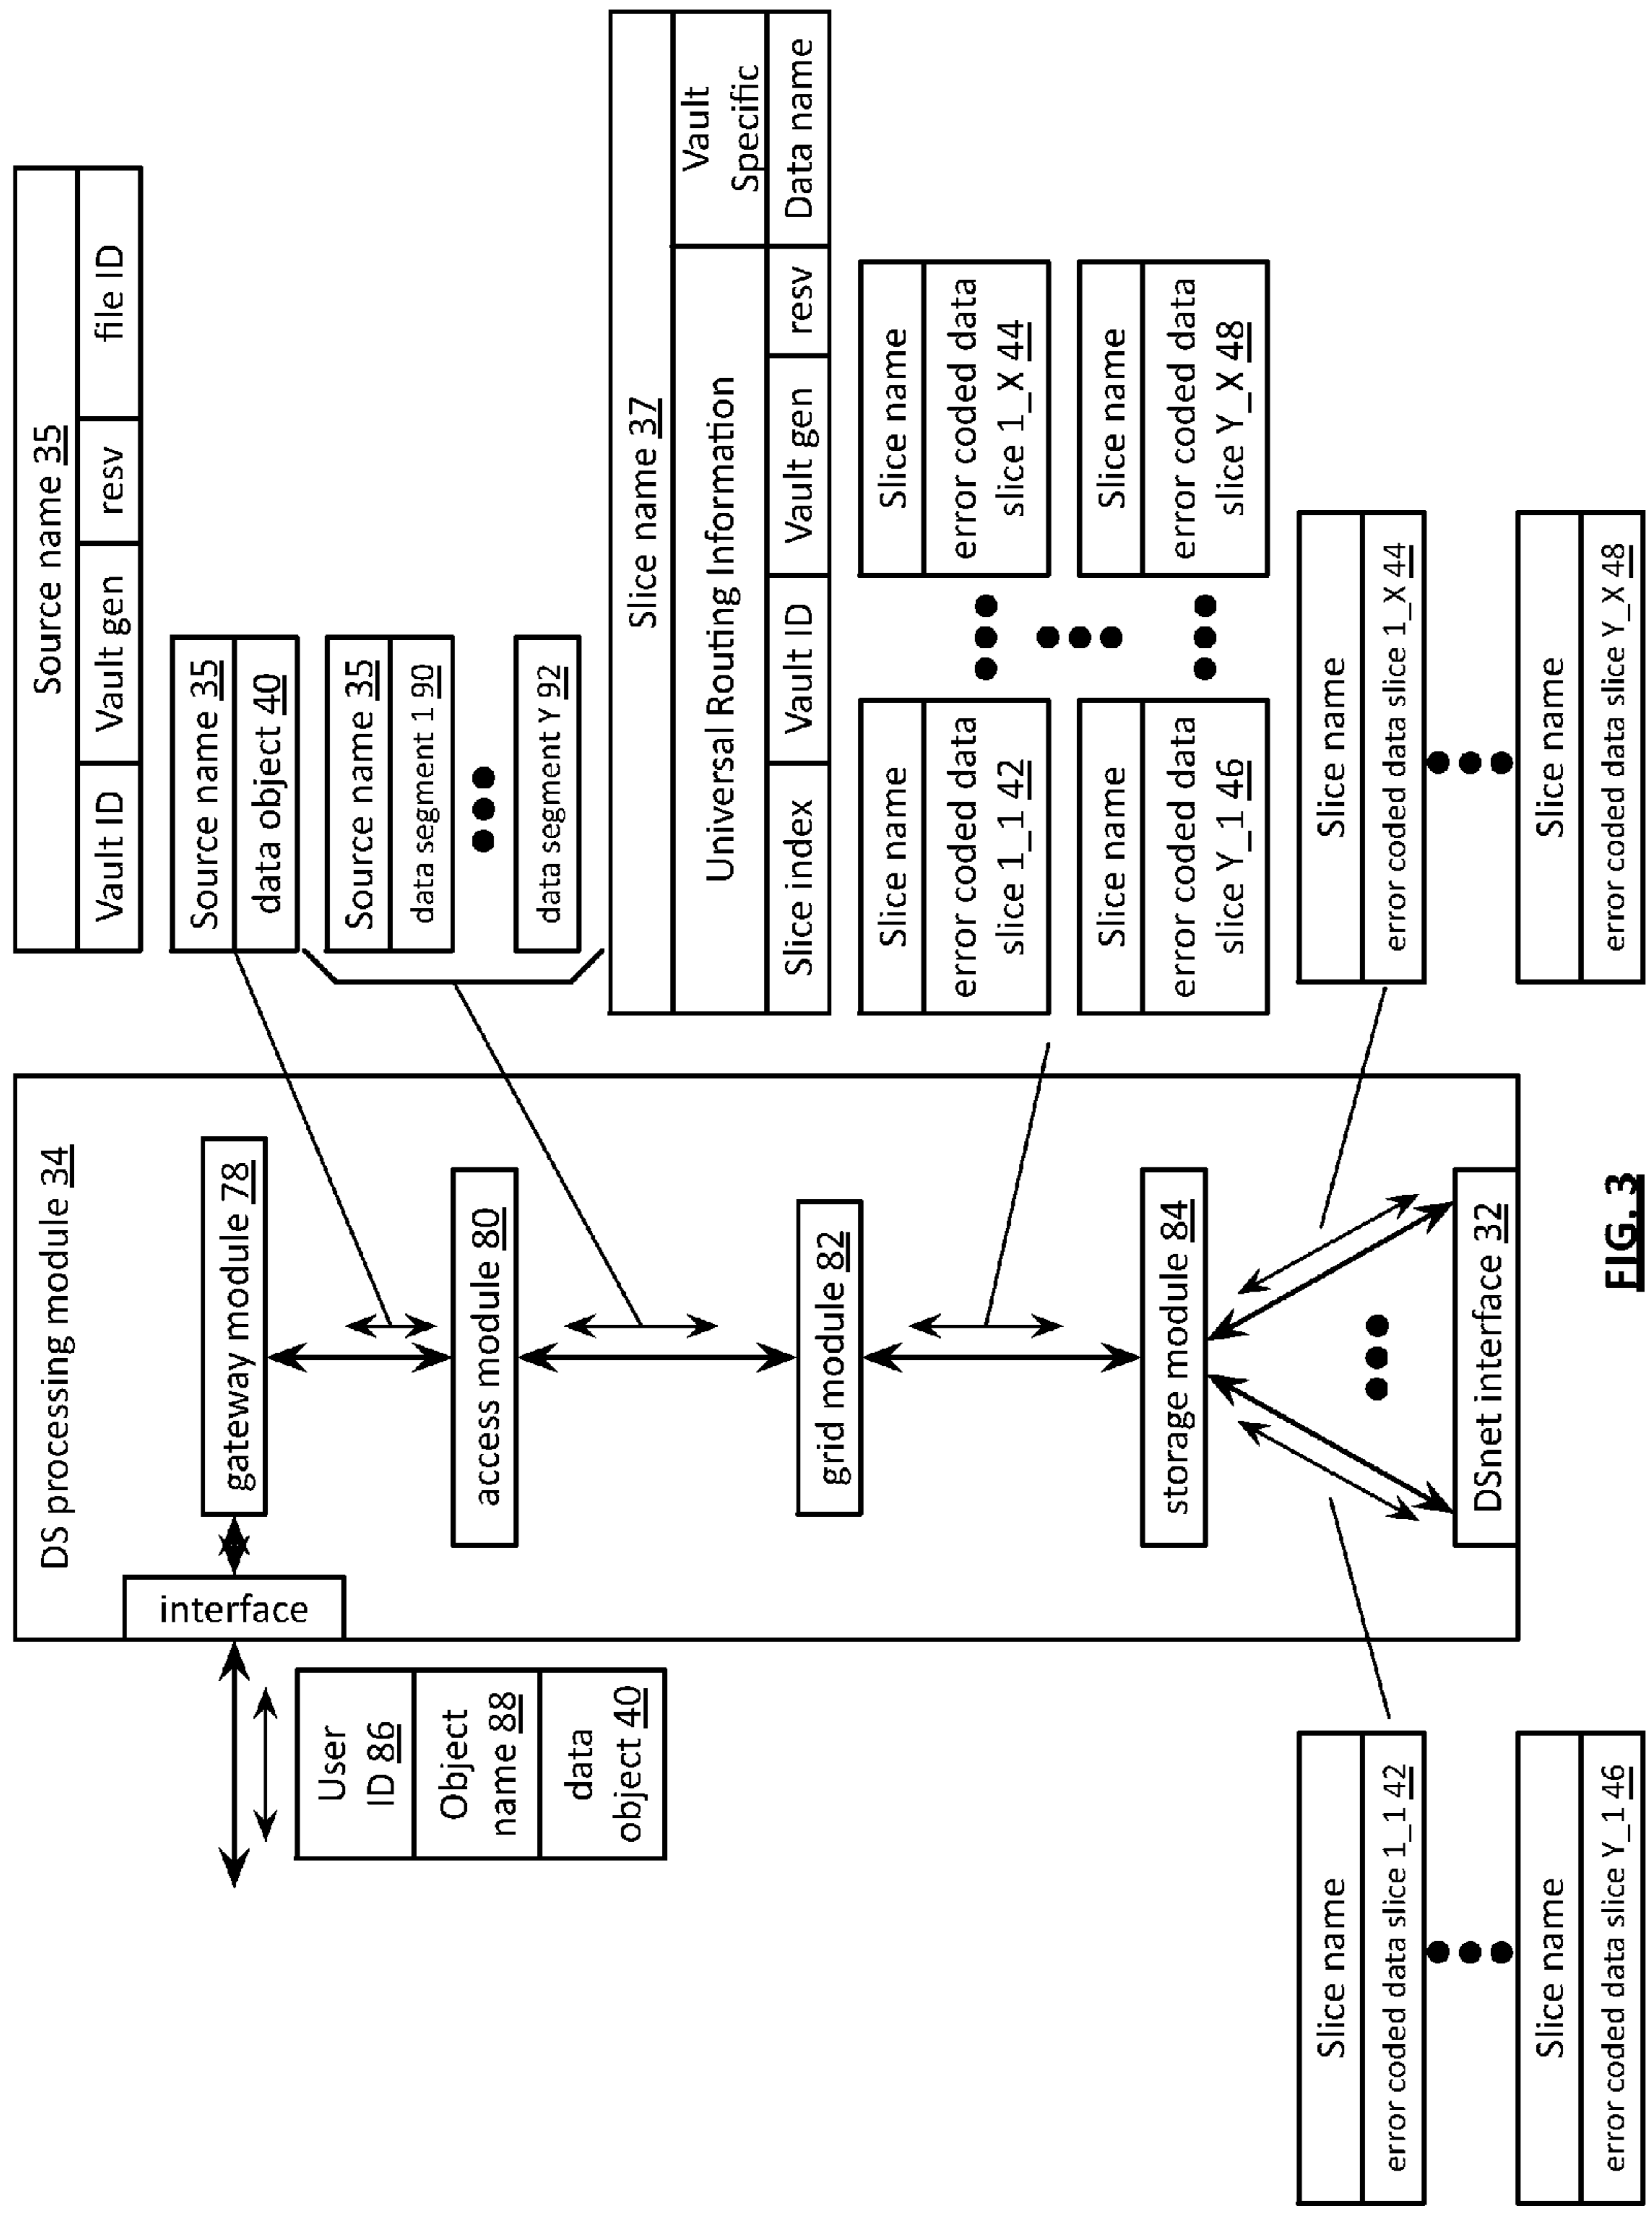 DS processing module 34
interface
gateway module 78
access module 80
grid module 82
storage module 84
DSnet interface 32
User
ID 86
Object
name 88
data
object 40
Source name 35
Vault ID
Vault gen
resv
file ID
Source name 35
data object 40
Source name 35
data segment 1 90
data segment Y 92
Slice name 37
Universal Routing Information
Vault
Specific
Slice index
Vault ID
Vault gen
resv
Data name
Slice name
error coded data
slice 1_1 42
Slice name
error coded data
slice 1_X 44
Slice name
error coded data
slice Y_1 46
Slice name
error coded data
slice Y_X 48
Slice name
error coded data slice 1_1 42
Slice name
error coded data slice Y_1 46
Slice name
error coded data slice 1_X 44
Slice name
error coded data slice Y_X 48
FIG. 3